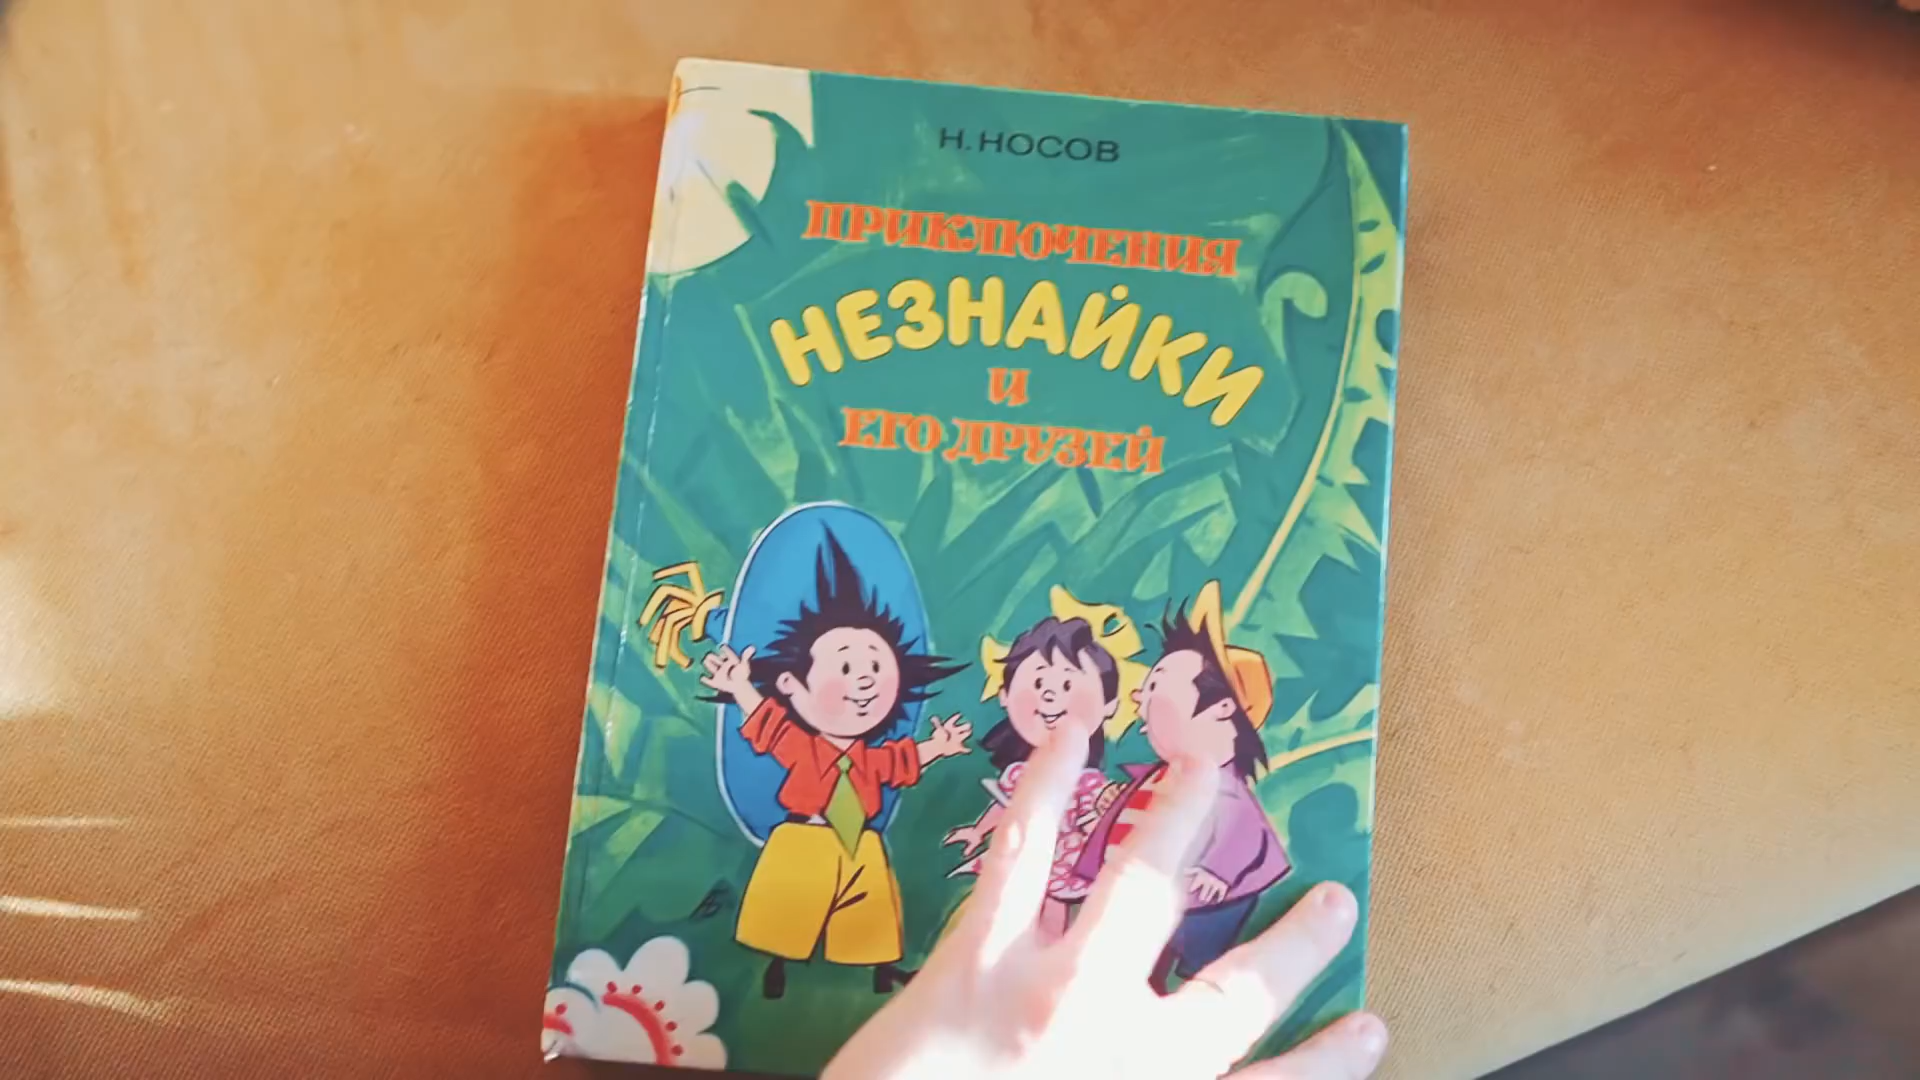 Н. НОСОВ
ПРИКЛЮЧЕНИЯ
НЕЗНАЙКИ
И
ЕГО ДРУЗЕЙ